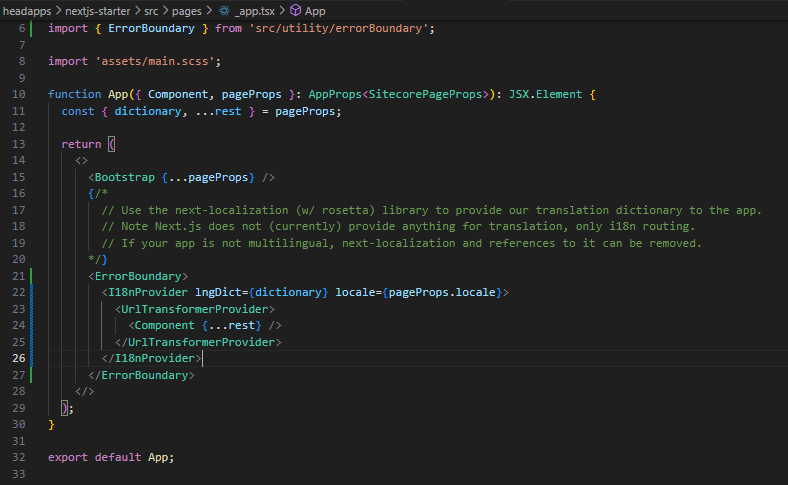 headapps > nextjs-starter > src > pages > _app.tsx > App
6 import { ErrorBoundary } from 'src/utility/errorBoundary';
7
8 import 'assets/main.scss';
9
10 function App({ Component, pageProps }: AppProps<SitecorePageProps>): JSX.Element {
11 const { dictionary, ...rest } = pageProps;
12
13 return (
14 <>
15 <Bootstrap {...pageProps} />
16 {/*
17 // Use the next-localization (w/ rosetta) library to provide our translation dictionary to the app.
18 // Note Next.js does not (currently) provide anything for translation, only i18n routing.
19 // If your app is not multilingual, next-localization and references to it can be removed.
20 */}
21 <ErrorBoundary>
22 <I18nProvider lngDict={dictionary} locale={pageProps.locale}>
23 <UrlTransformerProvider>
24 <Component {...rest} />
25 </UrlTransformerProvider>
26 </I18nProvider>
27 </ErrorBoundary>
28 </>
29 );
30 }
31
32 export default App;
33